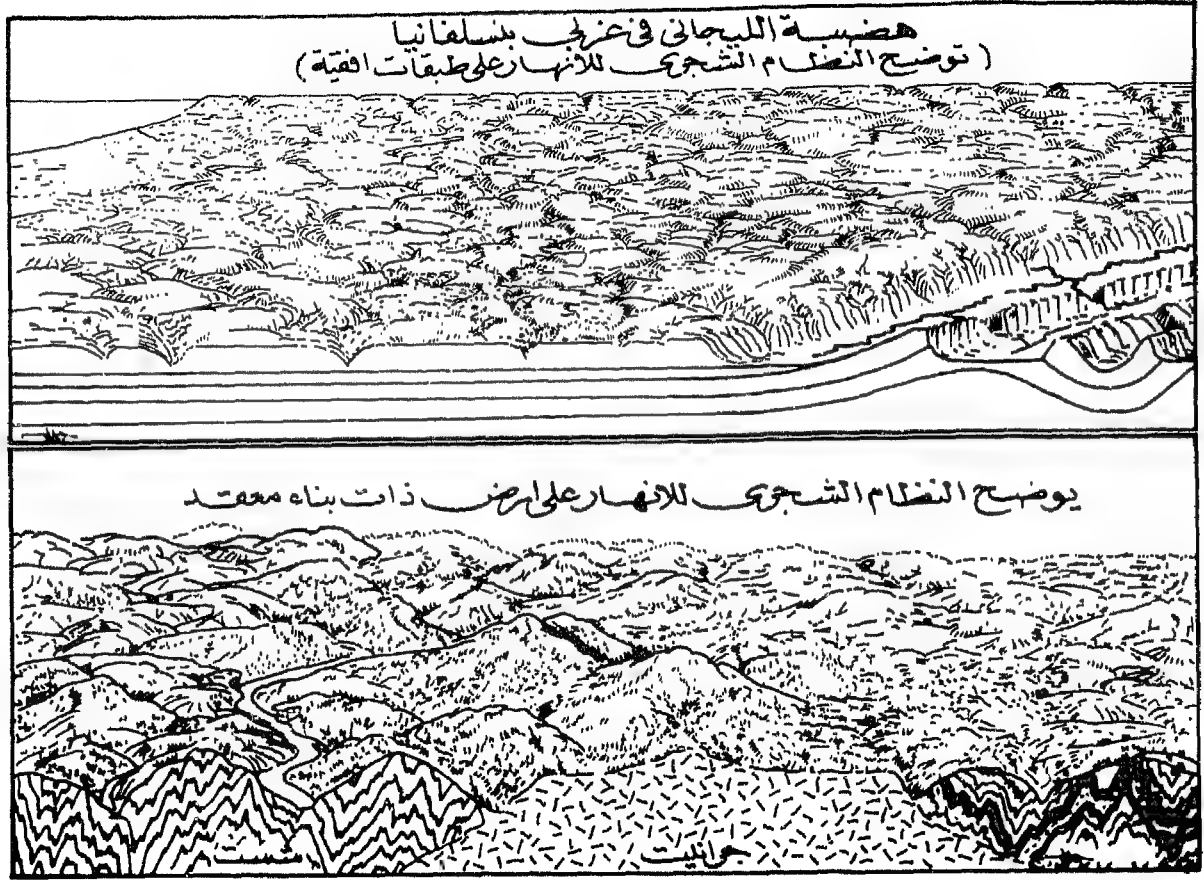 هضبة الليجاني في غربي بنسلفانيا
( توضح النظام الشجري للأنهار على طبقات افقية )
يوضح النظام الشجري للانهار على ارض ذات بناء معقد
جرانيت